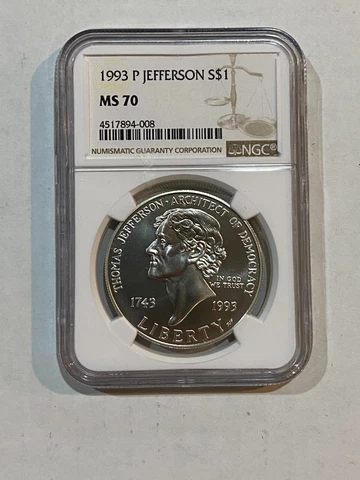 1993 P JEFFERSON S$1
MS 70
4517894-008
NUMISMATIC GUARANTY CORPORATION
NGC®
THOMAS JEFFERSON · ARCHITECT OF DEMOCRACY
IN GOD
WE TRUST
1743 1993
LIBERTY